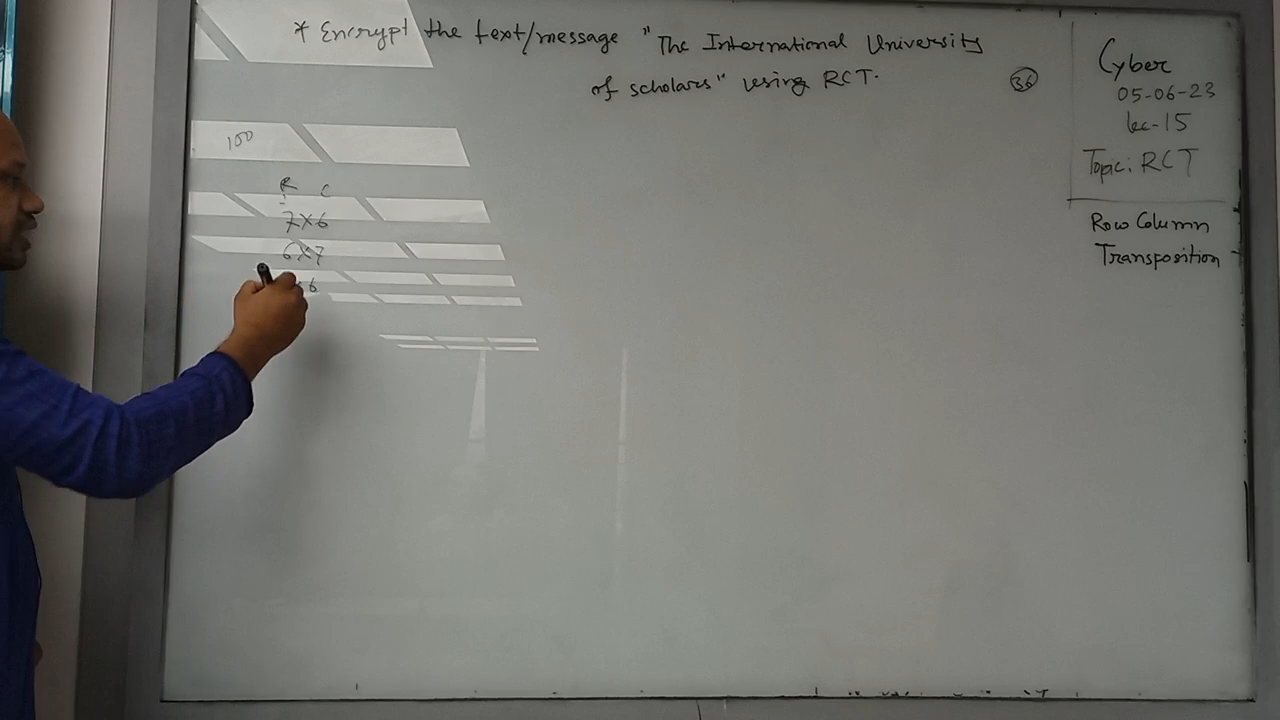 * Encrypt the text/message "The International University
of scholars" using RCT.
36
100
R C
7×6
6×7
6
Cyber
05-06-23
Lec-15
Topic: RCT
Row Column
Transposition